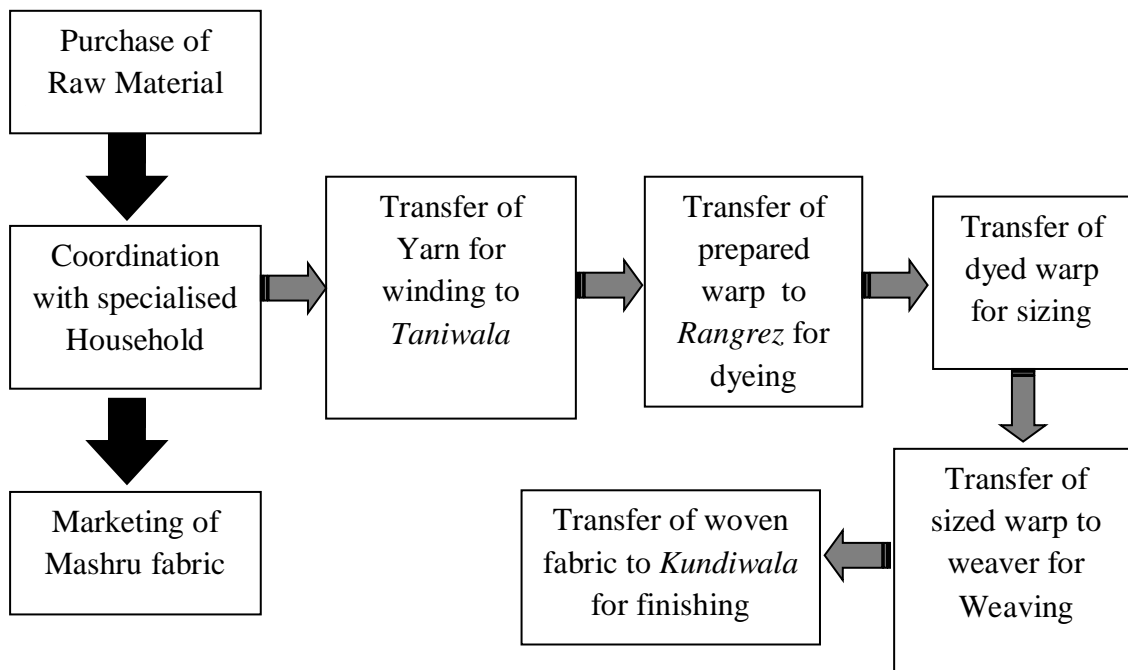 Purchase of
Raw Material
Coordination
with specialised
Household
Marketing of
Mashru fabric
Transfer of
Yarn for
winding to
Taniwala
Transfer of
prepared
warp to
Rangrez for
dyeing
Transfer of
dyed warp
for sizing
Transfer of
sized warp to
weaver for
Weaving
Transfer of woven
fabric to Kundiwala
for finishing